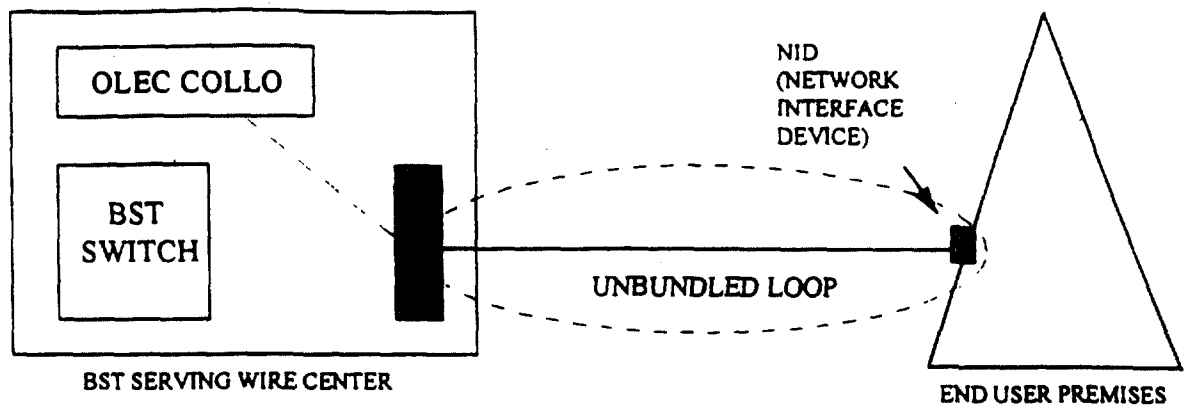 OLEC COLLO
BST
SWITCH
BST SERVING WIRE CENTER
NID
(NETWORK
INTERFACE
DEVICE)
UNBUNDLED LOOP
END USER PREMISES